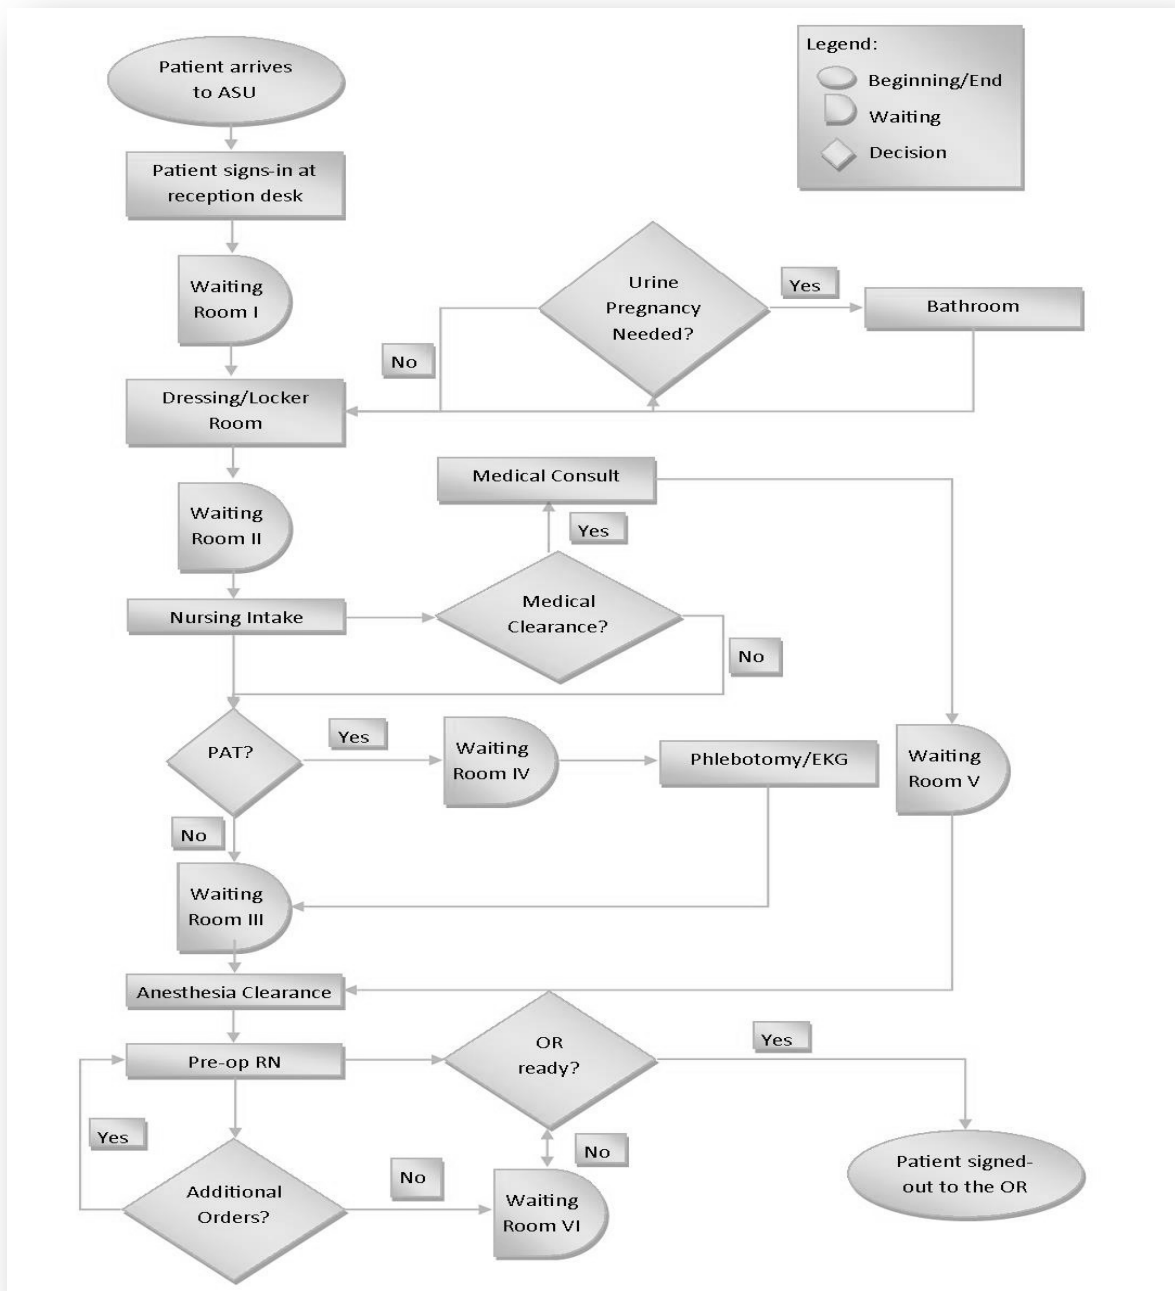 Patient arrives
to ASU
Legend:
Beginning/End
Waiting
Decision
Patient signs-in at
reception desk
Waiting
Room I
Urine
Pregnancy
Needed?
Yes
Bathroom
No
Dressing/Locker
Room
Medical Consult
Waiting
Room II
Yes
Medical
Clearance?
Nursing Intake
No
PAT?
Yes
Waiting
Room IV
Phlebotomy/EKG
Waiting
Room V
No
Waiting
Room III
Anesthesia Clearance
Pre-op RN
OR
ready?
Yes
Yes
No
Additional
Orders?
No
Waiting
Room VI
Patient signed-
out to the OR